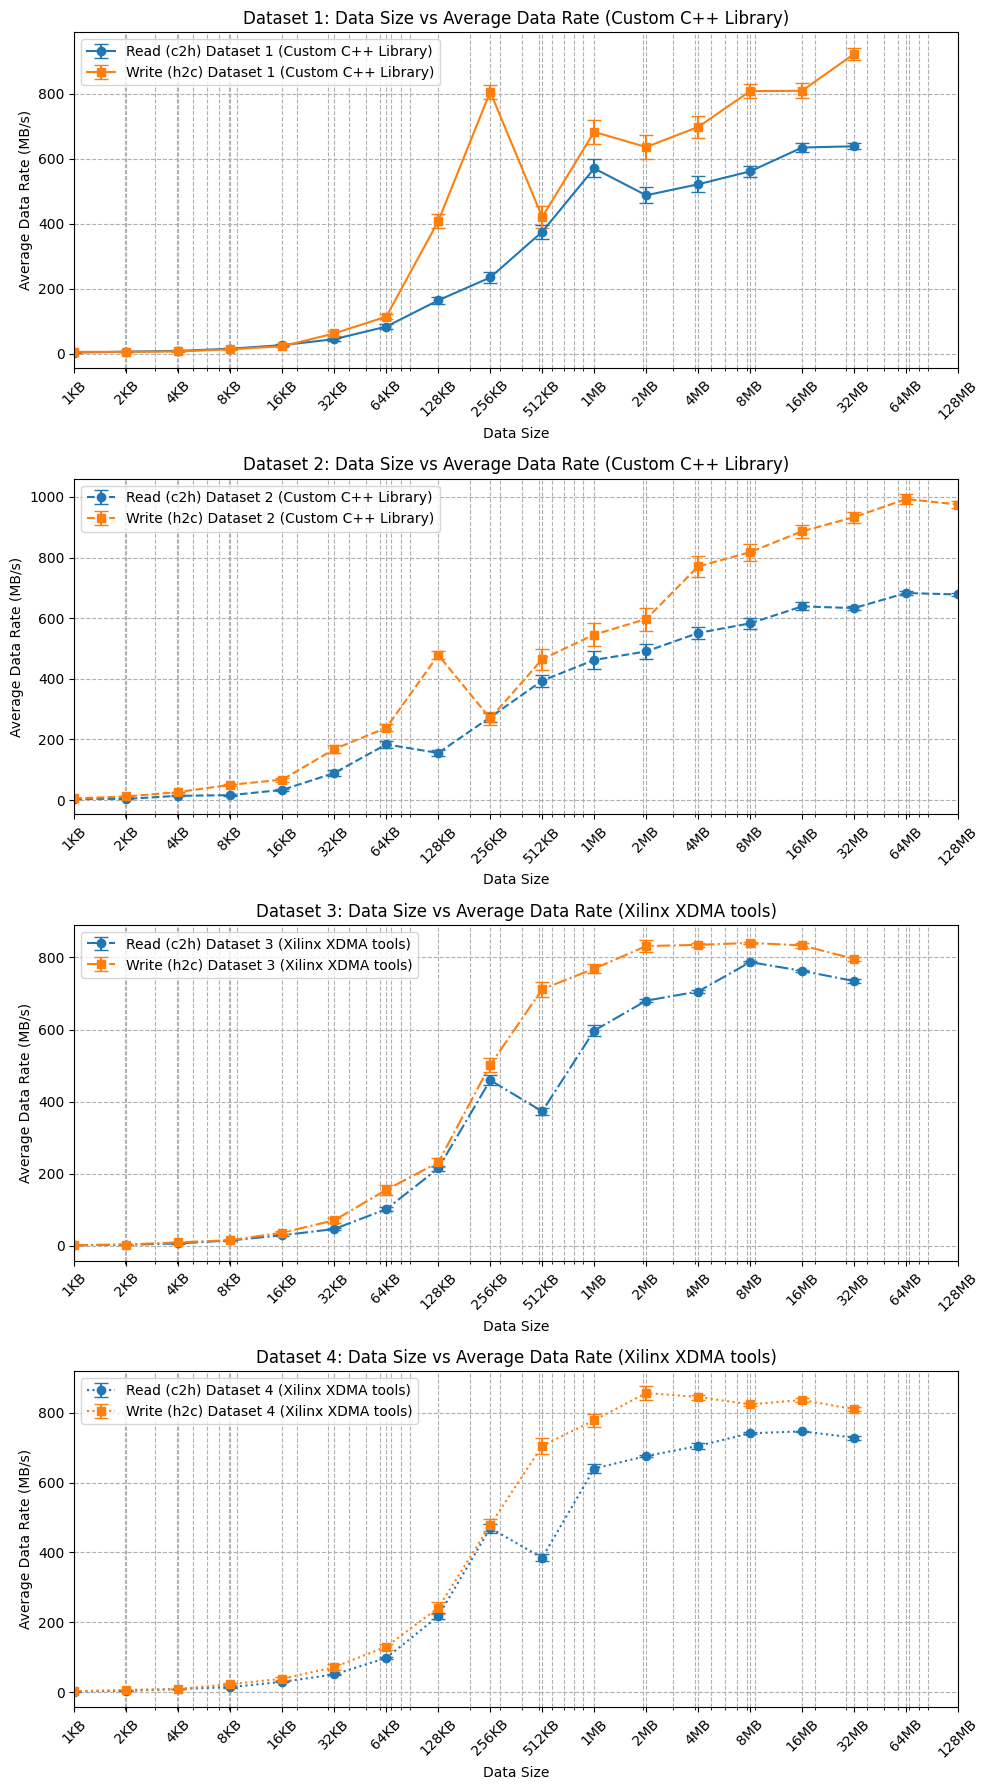 Dataset 1: Data Size vs Average Data Rate (Custom C++ Library)
Read (c2h) Dataset 1 (Custom C++ Library)
Write (h2c) Dataset 1 (Custom C++ Library)
Average Data Rate (MB/s)
800
600
400
200
0
1KB 2KB 4KB 8KB 16KB 32KB 64KB 128KB 256KB 512KB 1MB 2MB 4MB 8MB 16MB 32MB 64MB 128MB
Data Size
Dataset 2: Data Size vs Average Data Rate (Custom C++ Library)
Read (c2h) Dataset 2 (Custom C++ Library)
Write (h2c) Dataset 2 (Custom C++ Library)
Average Data Rate (MB/s)
1000
800
600
400
200
0
1KB 2KB 4KB 8KB 16KB 32KB 64KB 128KB 256KB 512KB 1MB 2MB 4MB 8MB 16MB 32MB 64MB 128MB
Data Size
Dataset 3: Data Size vs Average Data Rate (Xilinx XDMA tools)
Read (c2h) Dataset 3 (Xilinx XDMA tools)
Write (h2c) Dataset 3 (Xilinx XDMA tools)
Average Data Rate (MB/s)
800
600
400
200
0
1KB 2KB 4KB 8KB 16KB 32KB 64KB 128KB 256KB 512KB 1MB 2MB 4MB 8MB 16MB 32MB 64MB 128MB
Data Size
Dataset 4: Data Size vs Average Data Rate (Xilinx XDMA tools)
Read (c2h) Dataset 4 (Xilinx XDMA tools)
Write (h2c) Dataset 4 (Xilinx XDMA tools)
Average Data Rate (MB/s)
800
600
400
200
0
1KB 2KB 4KB 8KB 16KB 32KB 64KB 128KB 256KB 512KB 1MB 2MB 4MB 8MB 16MB 32MB 64MB 128MB
Data Size